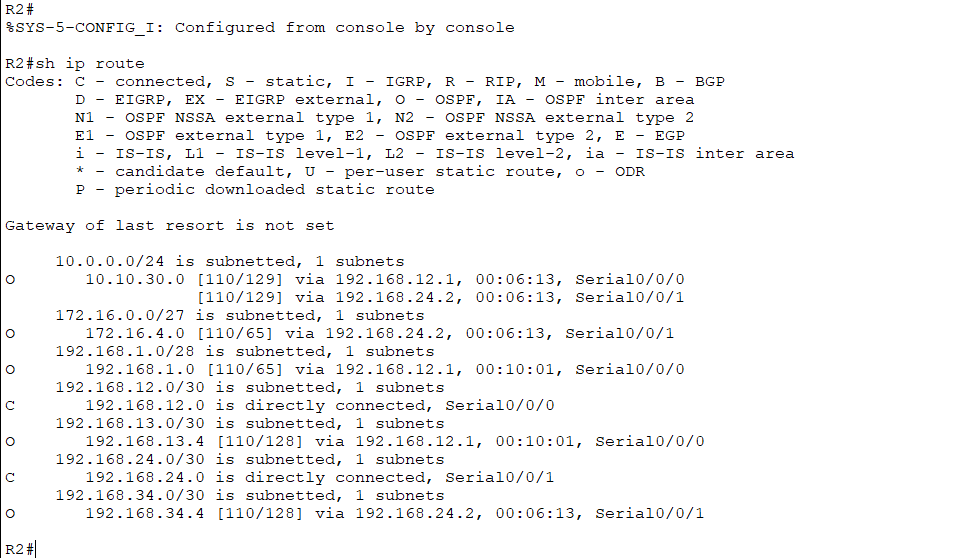 R2#
%SYS-5-CONFIG_I: Configured from console by console
R2#sh ip route
Codes: C - connected, S - static, I - IGRP, R - RIP, M - mobile, B - BGP
D - EIGRP, EX - EIGRP external, O - OSPF, IA - OSPF inter area
N1 - OSPF NSSA external type 1, N2 - OSPF NSSA external type 2
E1 - OSPF external type 1, E2 - OSPF external type 2, E - EGP
i - IS-IS, L1 - IS-IS level-1, L2 - IS-IS level-2, ia - IS-IS inter area
* - candidate default, U - per-user static route, o - ODR
P - periodic downloaded static route
Gateway of last resort is not set
10.0.0.0/24 is subnetted, 1 subnets
O 10.10.30.0 [110/129] via 192.168.12.1, 00:06:13, Serial0/0/0
[110/129] via 192.168.24.2, 00:06:13, Serial0/0/1
172.16.0.0/27 is subnetted, 1 subnets
O 172.16.4.0 [110/65] via 192.168.24.2, 00:06:13, Serial0/0/1
192.168.1.0/28 is subnetted, 1 subnets
O 192.168.1.0 [110/65] via 192.168.12.1, 00:10:01, Serial0/0/0
192.168.12.0/30 is subnetted, 1 subnets
C 192.168.12.0 is directly connected, Serial0/0/0
192.168.13.0/30 is subnetted, 1 subnets
O 192.168.13.4 [110/128] via 192.168.12.1, 00:10:01, Serial0/0/0
192.168.24.0/30 is subnetted, 1 subnets
C 192.168.24.0 is directly connected, Serial0/0/1
192.168.34.0/30 is subnetted, 1 subnets
O 192.168.34.4 [110/128] via 192.168.24.2, 00:06:13, Serial0/0/1
R2#